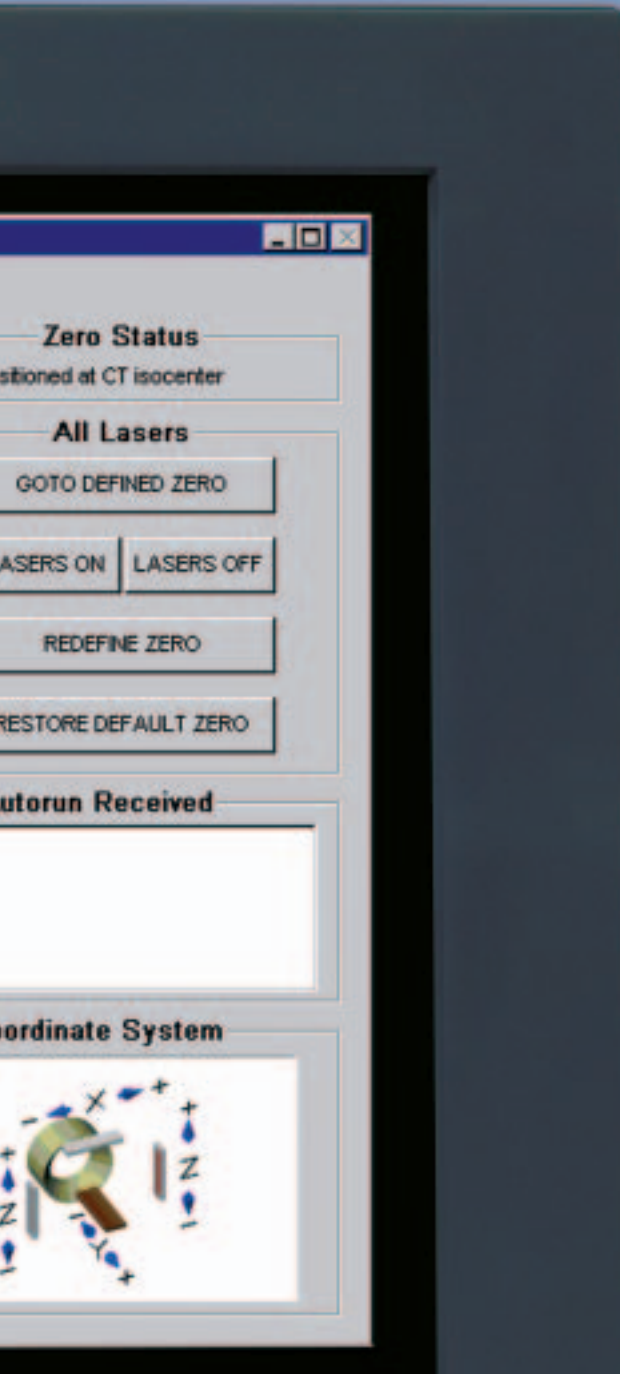 Zero Status
sitioned at CT isocenter
All Lasers
GOTO DEFINED ZERO
ASERS ON LASERS OFF
REDEFINE ZERO
RESTORE DEFAULT ZERO
utorun Received
oordinate System
- X +
+ Z -
+ Z -
- Y +